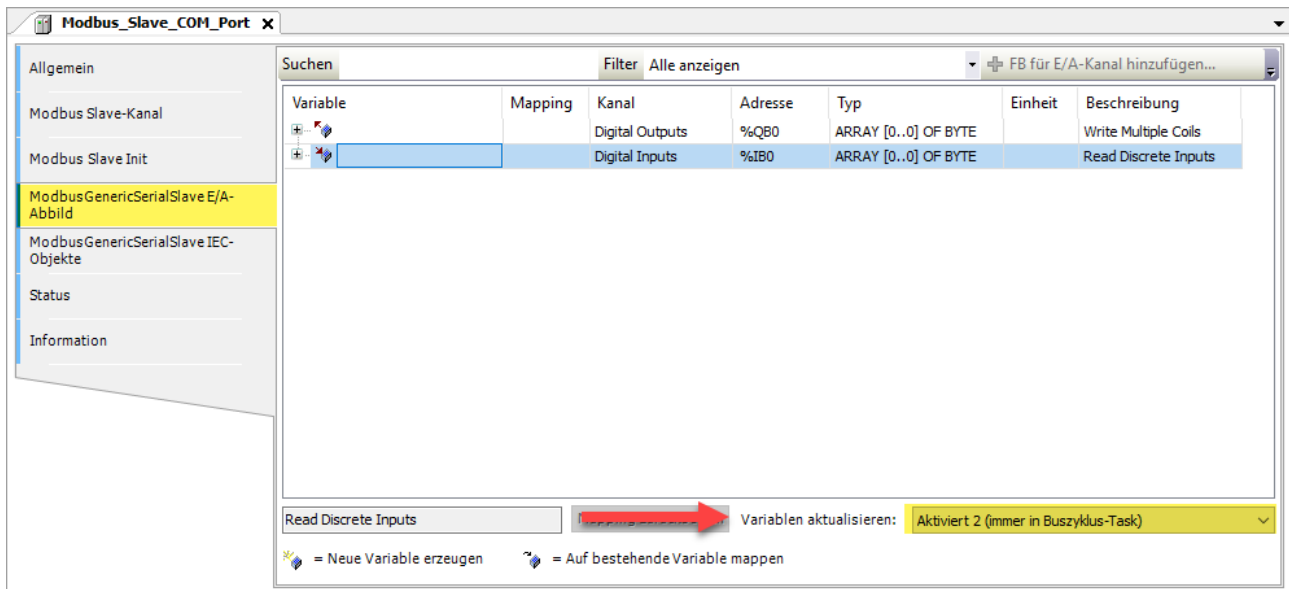 Modbus_Slave_COM_Port
Allgemein
Modbus Slave-Kanal
Modbus Slave Init
ModbusGenericSerialSlave E/A-
Abbild
ModbusGenericSerialSlave IEC-
Objekte
Status
Information
Suchen Filter Alle anzeigen FB für E/A-Kanal hinzufügen...
Variable Mapping Kanal Adresse Typ Einheit Beschreibung
Digital Outputs %QB0 ARRAY [0..0] OF BYTE Write Multiple Coils
Digital Inputs %IB0 ARRAY [0..0] OF BYTE Read Discrete Inputs
Read Discrete Inputs Variablen aktualisieren: Aktiviert 2 (immer in Buszyklus-Task)
= Neue Variable erzeugen = Auf bestehende Variable mappen